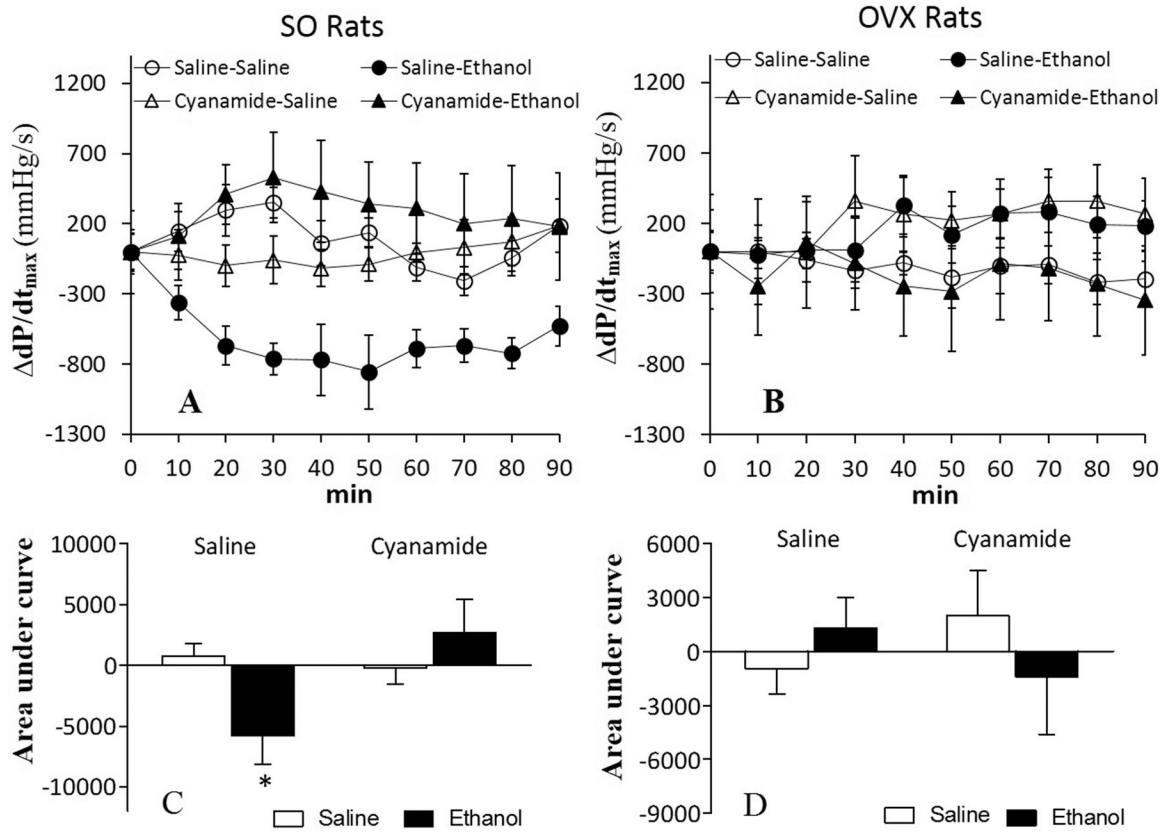 SO Rats
Saline-Saline
Saline-Ethanol
Cyanamide-Saline
Cyanamide-Ethanol
ΔdP/dtmax (mmHg/s)
1200
700
200
-300
-800
-1300
A
0 10 20 30 40 50 60 70 80 90
min
OVX Rats
Saline-Saline
Saline-Ethanol
Cyanamide-Saline
Cyanamide-Ethanol
ΔdP/dtmax (mmHg/s)
1200
700
200
-300
-800
-1300
B
0 10 20 30 40 50 60 70 80 90
min
Area under curve
10000
5000
0
-5000
-10000
Saline
Cyanamide
*
C
Saline
Ethanol
Area under curve
6000
3000
0
-3000
-6000
-9000
Saline
Cyanamide
D
Saline
Ethanol